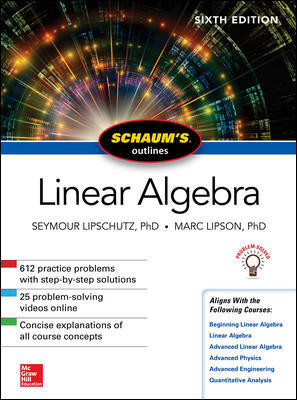 SIXTH EDITION
SCHAUM'S
outlines
Linear Algebra
SEYMOUR LIPSCHUTZ, PhD • MARC LIPSON, PhD
PROBLEM SOLVED
612 practice problems
with step-by-step solutions
25 problem-solving
videos online
Concise explanations of
all course concepts
Aligns With the
Following Courses:
Beginning Linear Algebra
Linear Algebra
Advanced Linear Algebra
Advanced Physics
Advanced Engineering
Quantitative Analysis
Mc
Graw
Hill
Education